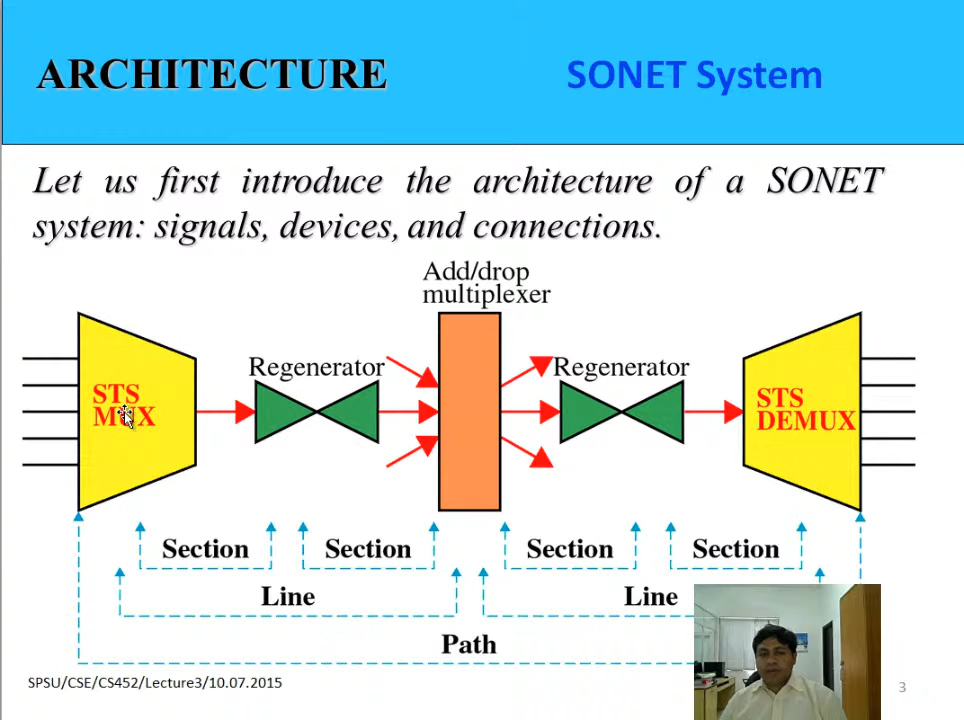 ARCHITECTURE
SONET System
Let us first introduce the architecture of a SONET
system: signals, devices, and connections.
Add/drop
multiplexer
Regenerator
Regenerator
STS
MUX
STS
DEMUX
Section
Section
Section
Section
Line
Line
Path
SPSU/CSE/CS452/Lecture3/10.07.2015
3